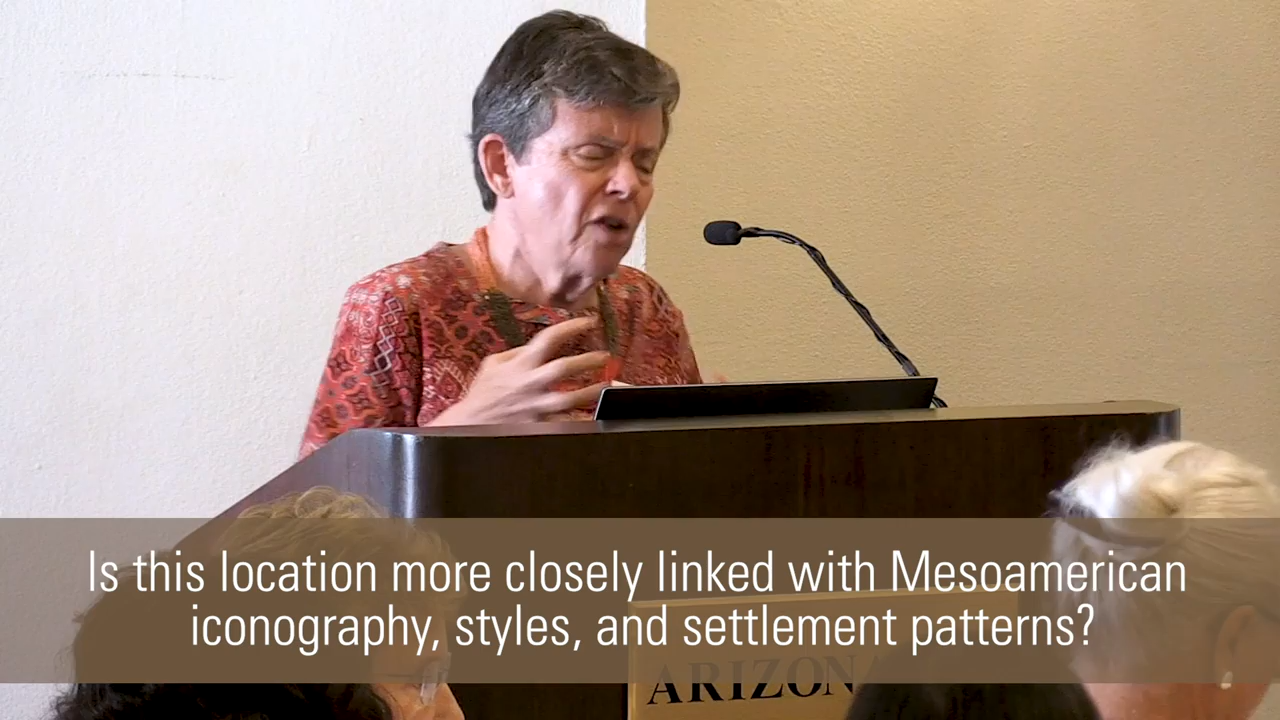 Is this location more closely linked with Mesoamerican
iconography, styles, and settlement patterns?
ARIZON